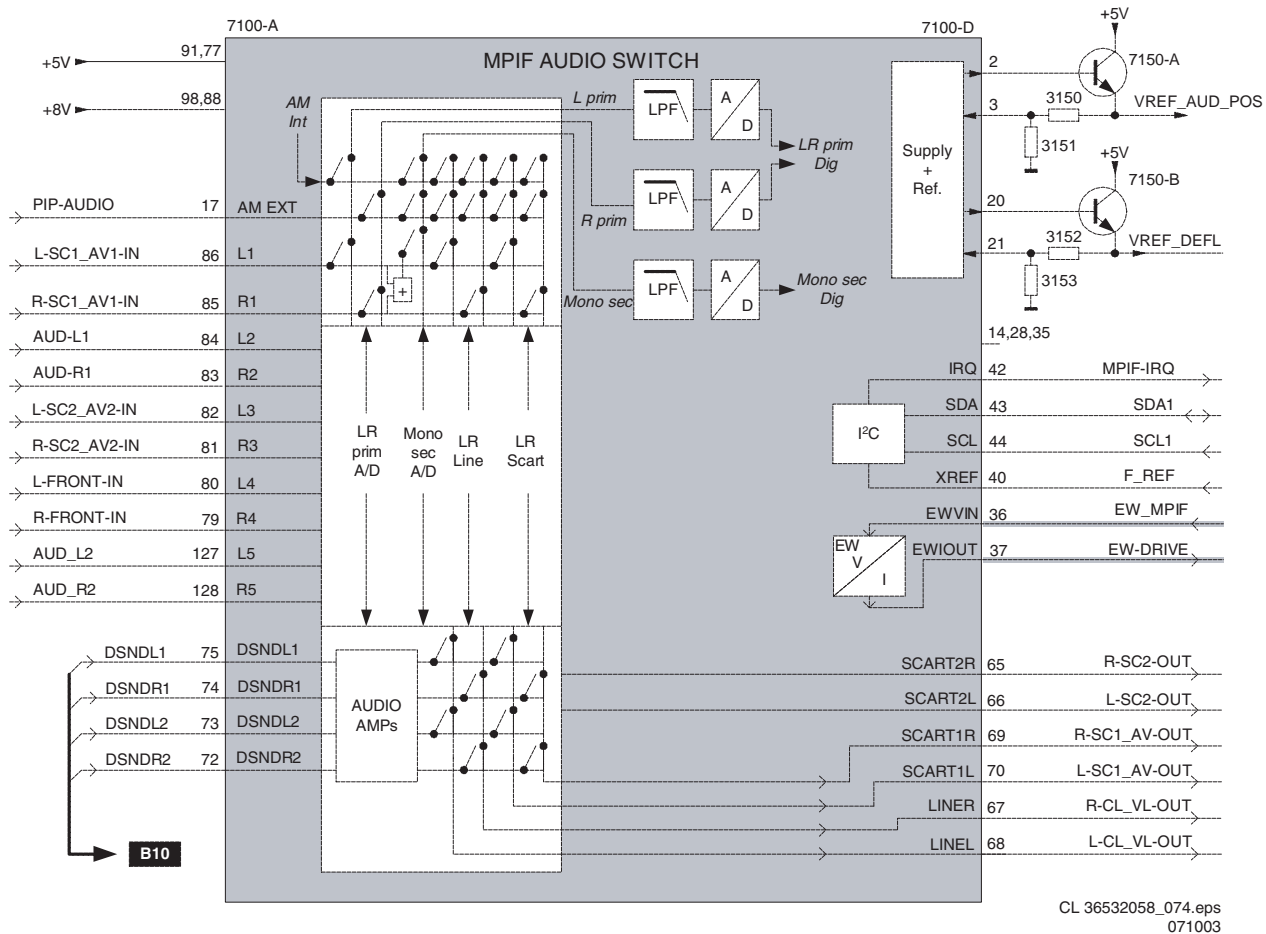 7100-A
7100-D
+5V
91,77
MPIF AUDIO SWITCH
2
7150-A
+5V
98,88
+8V
AM
Int
L prim
LPF
A
D
3
3150
VREF_AUD_POS
LR prim
Dig
Supply
+
Ref.
3151
+5V
7150-B
PIP-AUDIO
17
AM EXT
R prim
LPF
A
D
20
L-SC1_AV1-IN
86
L1
21
3152
VREF_DEFL
+
Mono sec
LPF
A
D
Mono sec
Dig
3153
R-SC1_AV1-IN
85
R1
AUD-L1
84
L2
14,28,35
AUD-R1
83
R2
IRQ
42
MPIF-IRQ
L-SC2_AV2-IN
82
L3
SDA
43
SDA1
R-SC2_AV2-IN
81
R3
LR
prim
A/D
Mono
sec
A/D
LR
Line
LR
Scart
I²C
SCL
44
SCL1
L-FRONT-IN
80
L4
XREF
40
F_REF
R-FRONT-IN
79
R4
EWVIN
36
EW_MPIF
AUD_L2
127
L5
EW
V
I
EWIOUT
37
EW-DRIVE
AUD_R2
128
R5
DSNDL1
75
DSNDL1
SCART2R
65
R-SC2-OUT
DSNDR1
74
DSNDR1
AUDIO
AMPs
SCART2L
66
L-SC2-OUT
DSNDL2
73
DSNDL2
SCART1R
69
R-SC1_AV-OUT
DSNDR2
72
DSNDR2
SCART1L
70
L-SC1_AV-OUT
LINER
67
R-CL_VL-OUT
LINEL
68
L-CL_VL-OUT
B10
CL 36532058_074.eps
071003